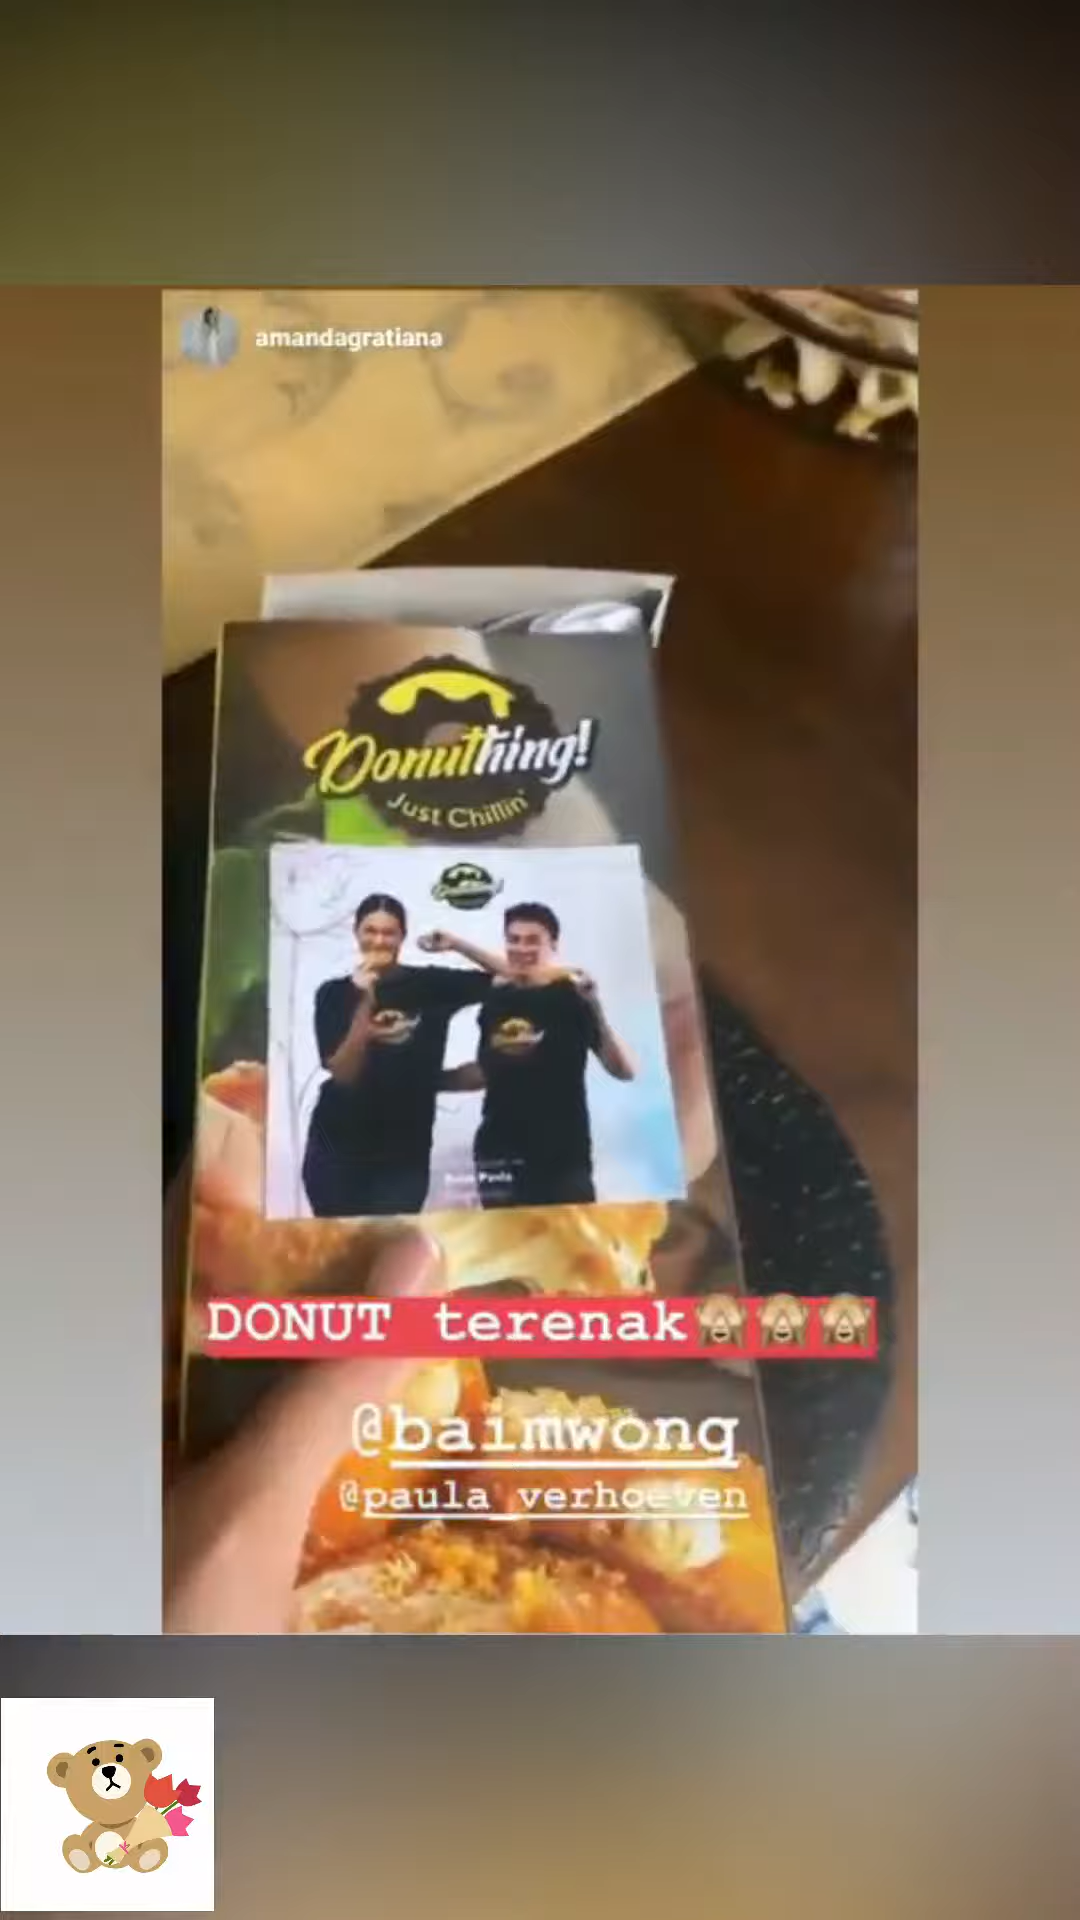 amandagratiana
Donuthing!
Just Chillin'
DONUT terenak🙈🙈🙈
@baimwong
@paula_verhoeven